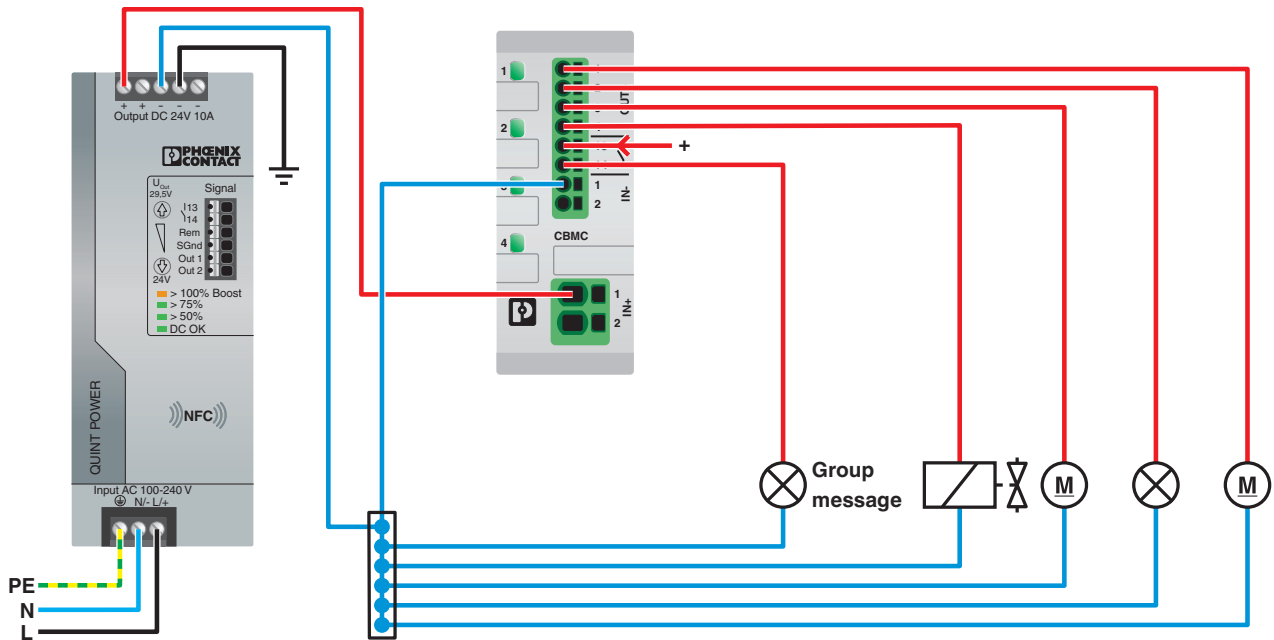 + + - - -
Output DC 24V 10A
PHŒNIX
CONTACT
U Out
29,5V
Signal
13
14
Rem
SGnd
Out 1
Out 2
24V
> 100% Boost
> 75%
> 50%
DC OK
QUINT POWER
NFC
Input AC 100-240 V
N/- L/+
PE
N
L
1
2
4
OUT
+
1
2
IN-
CBMC
1
2
IN+
Group
message
M
M